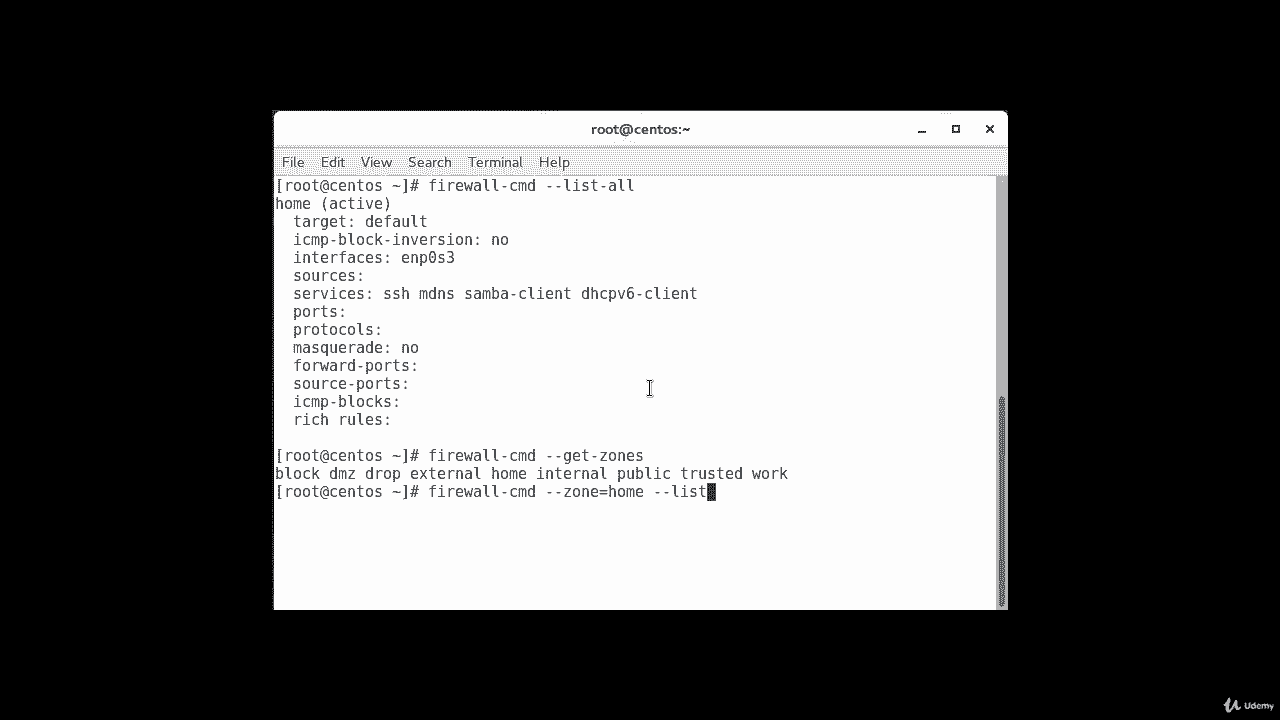 root@centos:~
File Edit View Search Terminal Help
[root@centos ~]# firewall-cmd --list-all
home (active)
  target: default
  icmp-block-inversion: no
  interfaces: enp0s3
  sources:
  services: ssh mdns samba-client dhcpv6-client
  ports:
  protocols:
  masquerade: no
  forward-ports:
  source-ports:
  icmp-blocks:
  rich rules:
[root@centos ~]# firewall-cmd --get-zones
block dmz drop external home internal public trusted work
[root@centos ~]# firewall-cmd --zone=home --list
Udemy